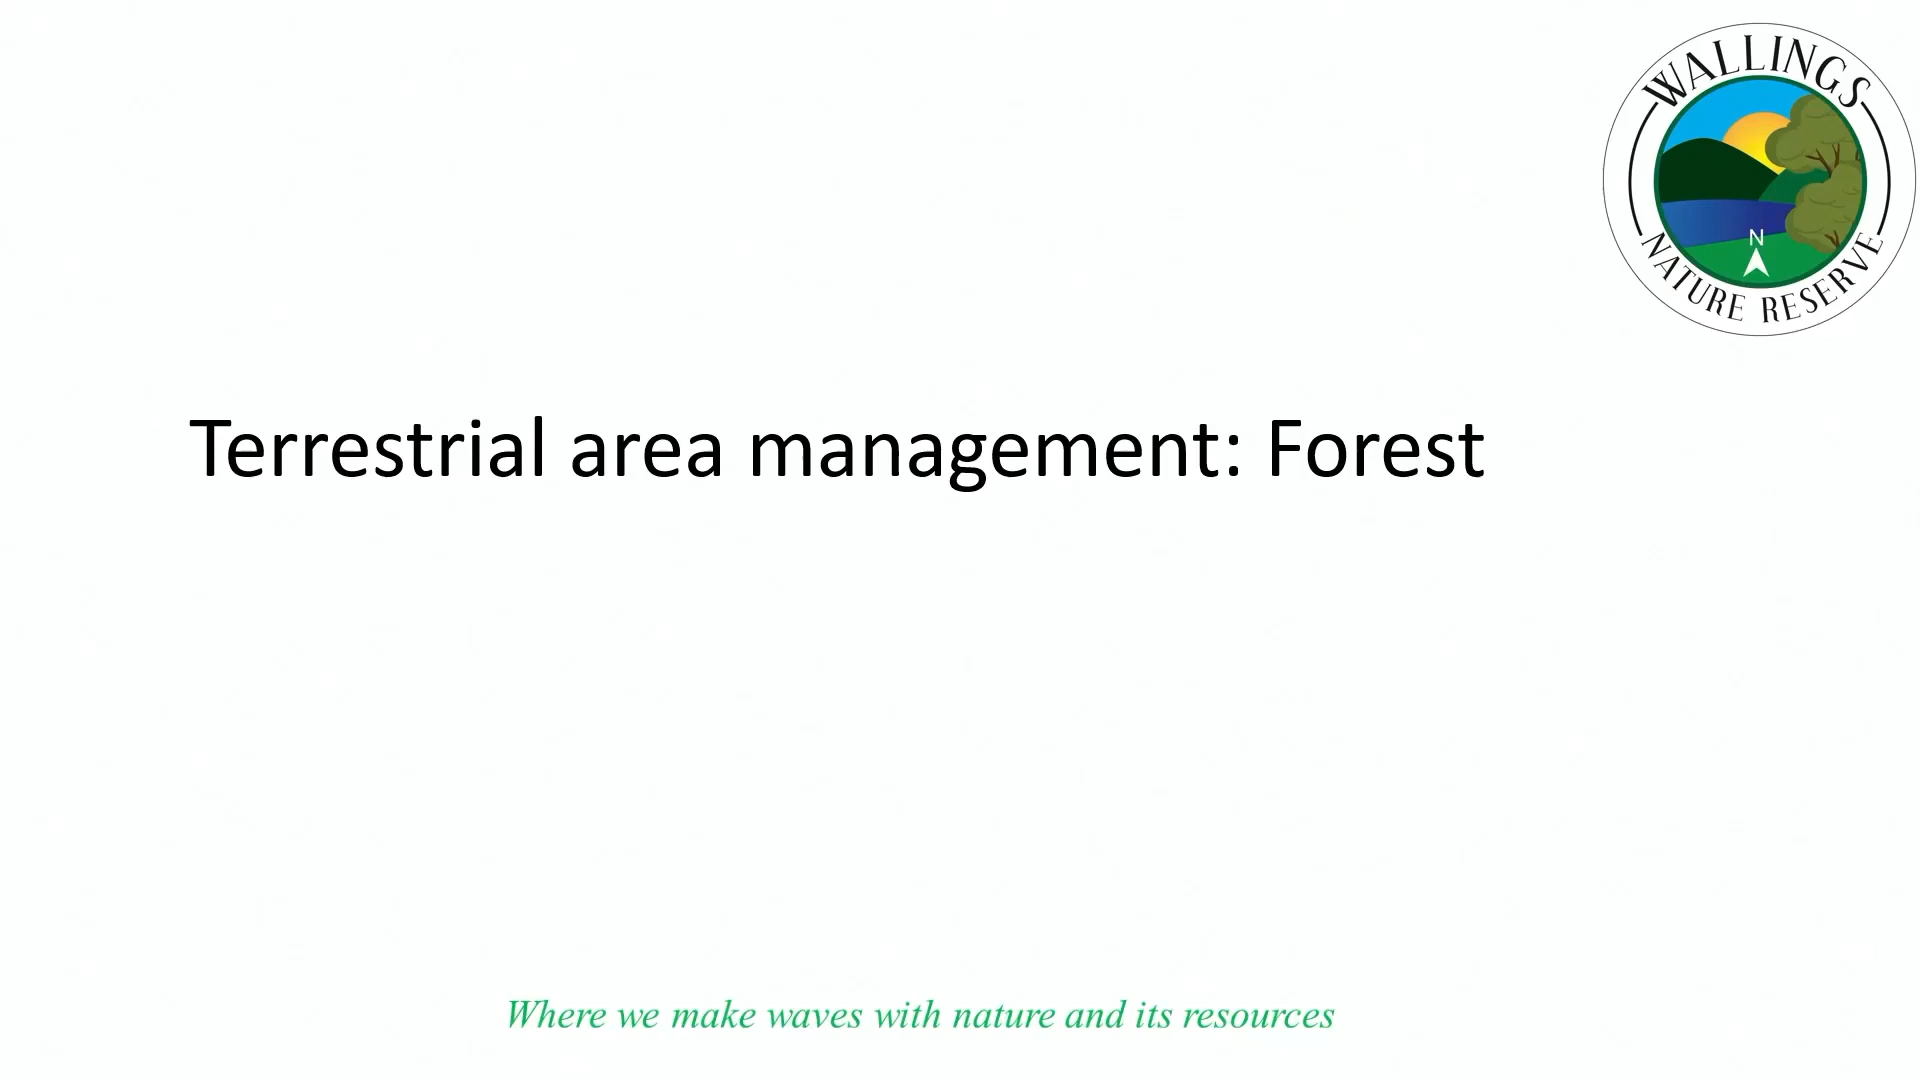 WALLINGS
N
NATURE RESERVE
Terrestrial area management: Forest
Where we make waves with nature and its resources